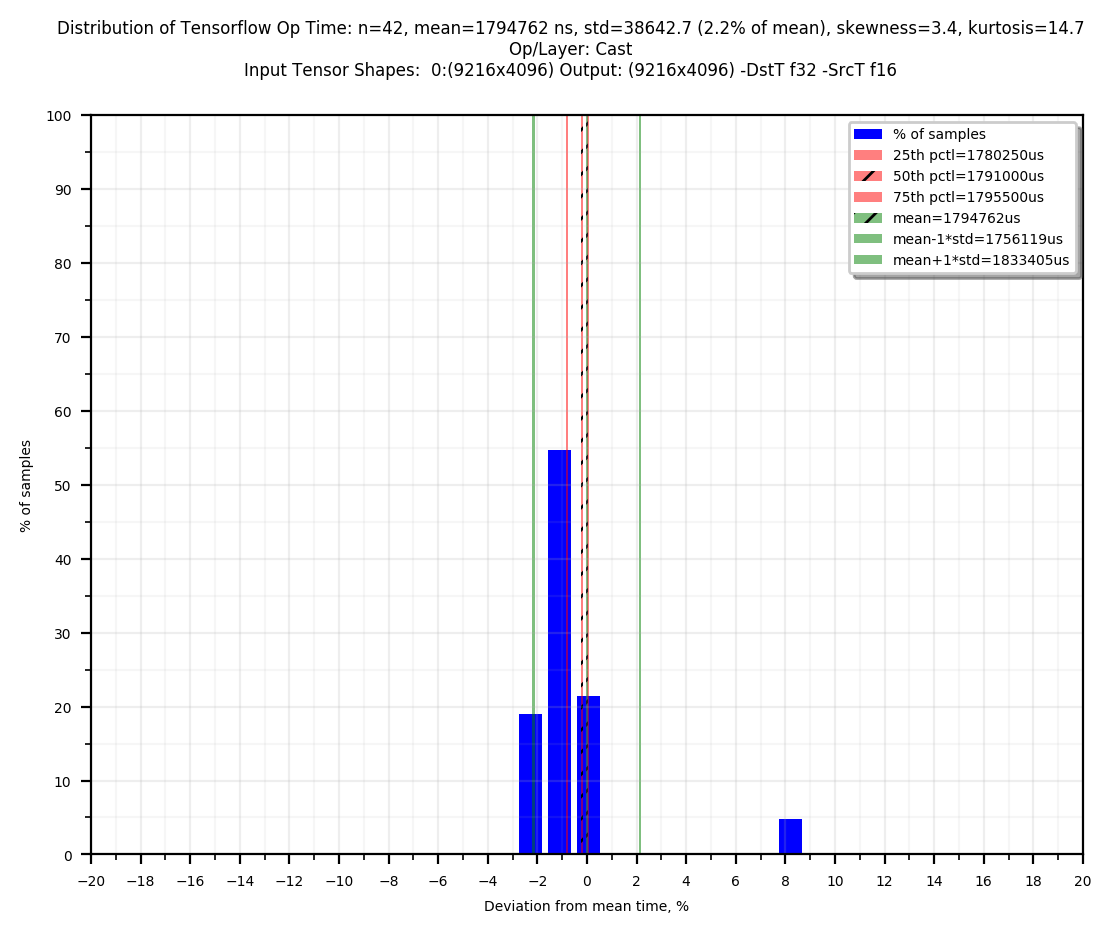 Distribution of Tensorflow Op Time: n=42, mean=1794762 ns, std=38642.7 (2.2% of mean), skewness=3.4, kurtosis=14.7
Op/Layer: Cast
Input Tensor Shapes:  0:(9216x4096) Output: (9216x4096) -DstT f32 -SrcT f16
% of samples
25th pctl=1780250us
50th pctl=1791000us
75th pctl=1795500us
mean=1794762us
mean-1*std=1756119us
mean+1*std=1833405us
100
90
80
70
60
50
40
30
20
10
0
% of samples
−20 −18 −16 −14 −12 −10 −8 −6 −4 −2 0 2 4 6 8 10 12 14 16 18 20
Deviation from mean time, %